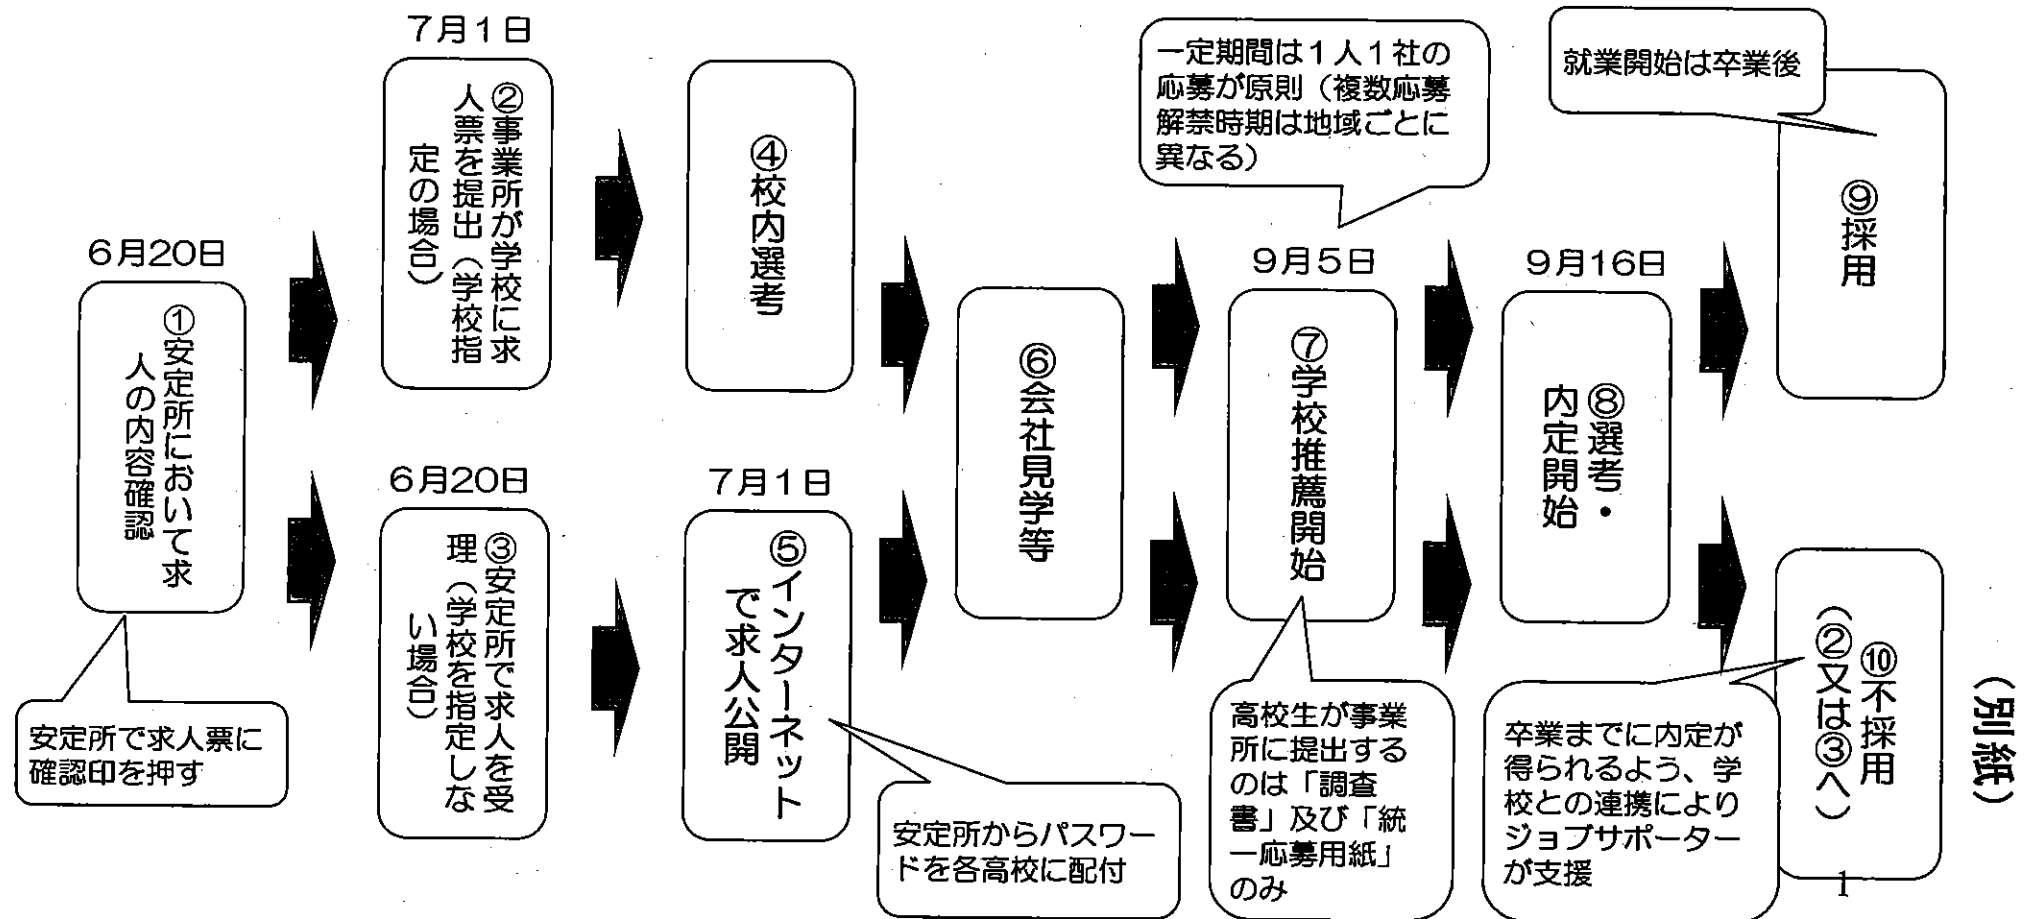 (別紙)
6月20日
①安定所において求
人の内容確認
安定所で求人票に
確認印を押す
7月1日
②事業所が学校に求
人票を提出（学校指
定の場合）
6月20日
③安定所で求人を受
理（学校を指定しな
い場合）
④校内選考
7月1日
⑤インターネット
で求人公開
安定所からパスワー
ドを各高校に配付
⑥会社見学等
一定期間は１人１社の
応募が原則（複数応募
解禁時期は地域ごとに
異なる）
9月5日
⑦学校推薦開始
高校生が事業
所に提出する
のは「調査
書」及び「統
一応募用紙」
のみ
9月16日
⑧選考・
内定開始
就業開始は卒業後
⑨採用
⑩不採用
（②又は③へ）
卒業までに内定が
得られるよう、学
校との連携により
ジョブサポーター
が支援
1